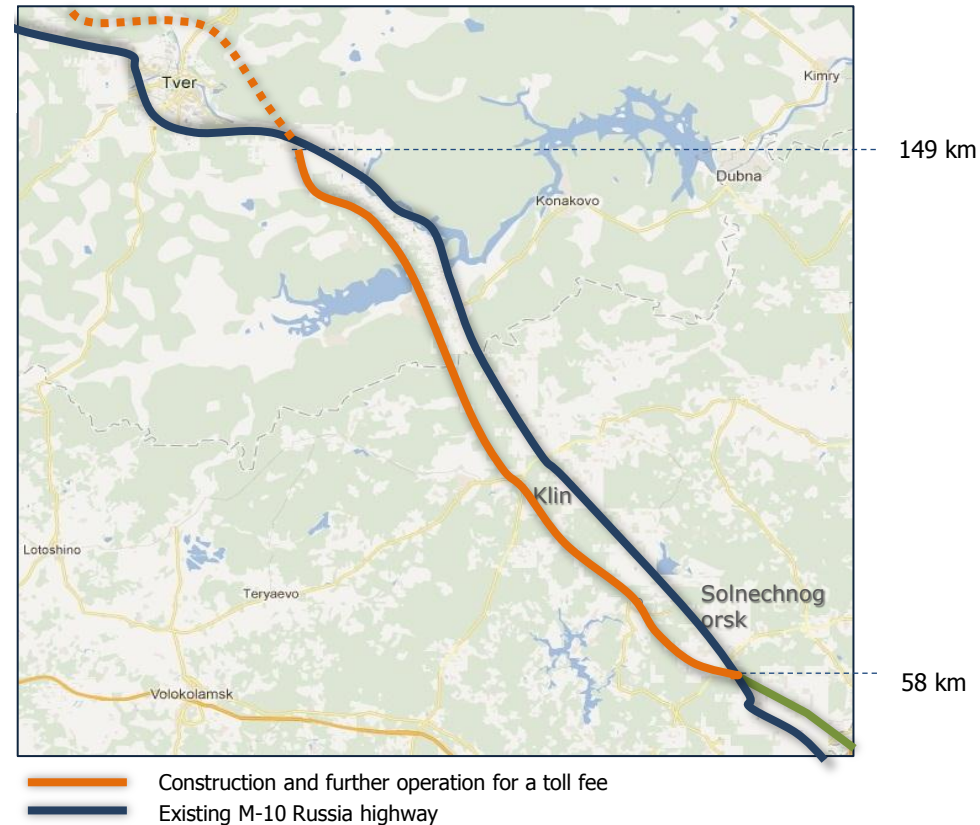 Kimry
Tver
149 km
Dubna
Konakovo
Klin
Lotoshino
Solnechnog
orsk
Teryaevo
58 km
Volokolamsk
Construction and further operation for a toll fee
Existing M-10 Russia highway